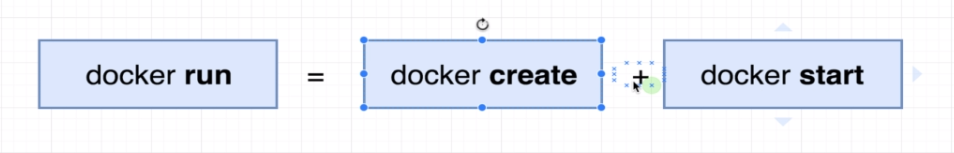 docker run = docker create + docker start